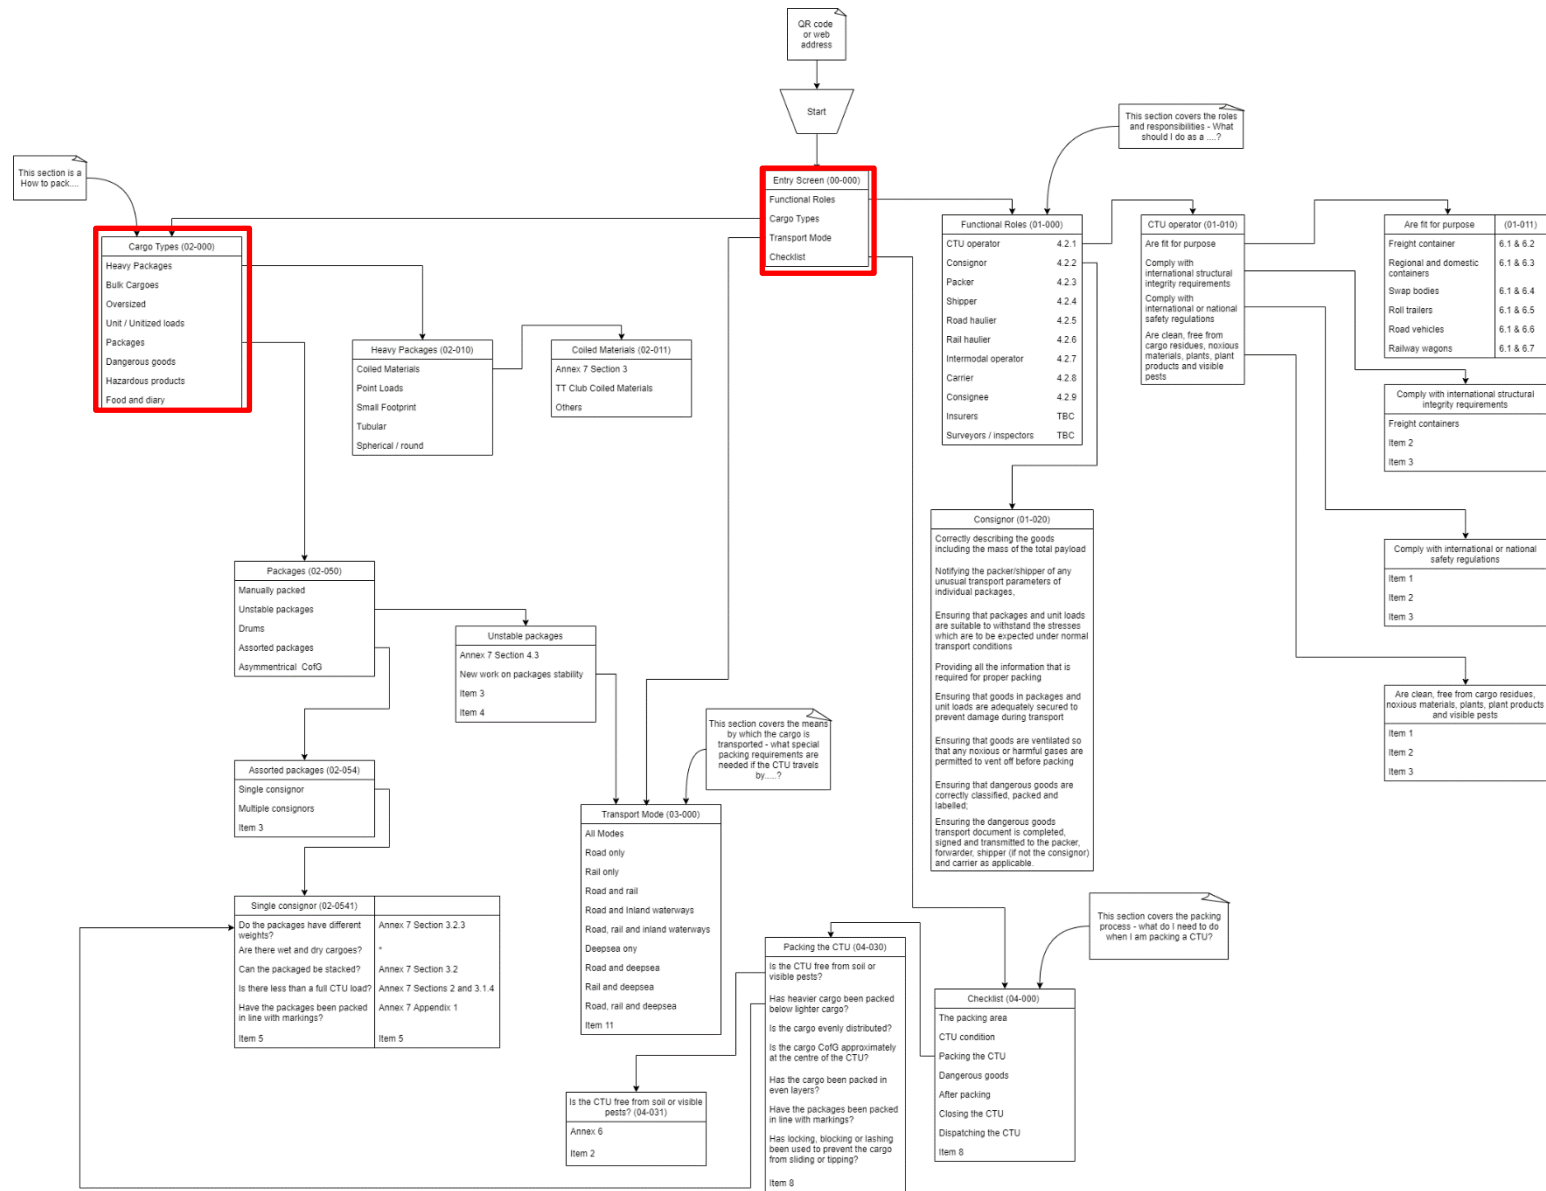 QR code
or web
address
Start
This section covers the roles
and responsibilities - What
should I do as a ....?
This section is a
How to pack....
Entry Screen (00-000)
Functional Roles
Cargo Types
Transport Mode
Checklist
Cargo Types (02-000)
Heavy Packages
Bulk Cargoes
Oversized
Unit / Unitized loads
Packages
Dangerous goods
Hazardous products
Food and diary
Functional Roles (01-000)
CTU operator 4.2.1
Consignor 4.2.2
Packer 4.2.3
Shipper 4.2.4
Road haulier 4.2.5
Rail haulier 4.2.6
Intermodal operator 4.2.7
Carrier 4.2.8
Consignee 4.2.9
Insurers TBC
Surveyors / inspectors TBC
CTU operator (01-010)
Are fit for purpose
Comply with
international structural
integrity requirements
Comply with
international or national
safety regulations
Are clean, free from
cargo residues, noxious
materials, plants, plant
products and visible
pests
Are fit for purpose (01-011)
Freight container 6.1 & 6.2
Regional and domestic 6.1 & 6.3
containers
Swap bodies 6.1 & 6.4
Roll trailers 6.1 & 6.5
Road vehicles 6.1 & 6.6
Railway wagons 6.1 & 6.7
Heavy Packages (02-010)
Coiled Materials
Point Loads
Small Footprint
Tubular
Spherical / round
Coiled Materials (02-011)
Annex 7 Section 3
TT Club Coiled Materials
Others
Comply with international structural
integrity requirements
Freight containers
Item 2
Item 3
Consignor (01-020)
Correctly describing the goods
including the mass of the total payload
Notifying the packer/shipper of any
unusual transport parameters of
individual packages,
Ensuring that packages and unit loads
are suitable to withstand the stresses
which are to be expected under normal
transport conditions
Providing all the information that is
required for proper packing
Ensuring that goods in packages and
unit loads are adequately secured to
prevent damage during transport
Ensuring that goods are ventilated so
that any noxious or harmful gases are
permitted to vent off before packing
Ensuring that dangerous goods are
correctly classified, packed and
labelled;
Ensuring the dangerous goods
transport document is completed,
signed and transmitted to the packer,
forwarder, shipper (if not the consignor)
and carrier as applicable.
Comply with international or national
safety regulations
Item 1
Item 2
Item 3
Packages (02-050)
Manually packed
Unstable packages
Drums
Assorted packages
Asymmentrical CofG
Unstable packages
Annex 7 Section 4.3
New work on packages stability
Item 3
Item 4
Are clean, free from cargo residues,
noxious materials, plants, plant products
and visible pests
Item 1
Item 2
Item 3
This section covers the means
by which the cargo is
transported - what special
packing requirements are
needed if the CTU travels
by.....?
Assorted packages (02-054)
Single consignor
Multiple consignors
Item 3
Transport Mode (03-000)
All Modes
Road only
Rail only
Road and rail
Road and Inland waterways
Road, rail and inland waterways
Deepsea ony
Road and deepsea
Rail and deepsea
Road, rail and deepsea
Item 11
Single consignor (02-0541)
Do the packages have different Annex 7 Section 3.2.3
weights?
Are there wet and dry cargoes? *
Can the packaged be stacked? Annex 7 Section 3.2
Is there less than a full CTU load? Annex 7 Sections 2 and 3.1.4
Have the packages been packed Annex 7 Appendix 1
in line with markings?
Item 5 Item 5
This section covers the packing
process - what do I need to do
when I am packing a CTU?
Packing the CTU (04-030)
Is the CTU free from soil or
visible pests?
Has heavier cargo been packed
below lighter cargo?
Is the cargo evenly distributed?
Is the cargo CofG approximately
at the centre of the CTU?
Has the cargo been packed in
even layers?
Have the packages been packed
in line with markings?
Has locking, blocking or lashing
been used to prevent the cargo
from sliding or tipping?
Item 8
Checklist (04-000)
The packing area
CTU condition
Packing the CTU
Dangerous goods
After packing
Closing the CTU
Dispatching the CTU
Item 8
Is the CTU free from soil or visible
pests? (04-031)
Annex 6
Item 2